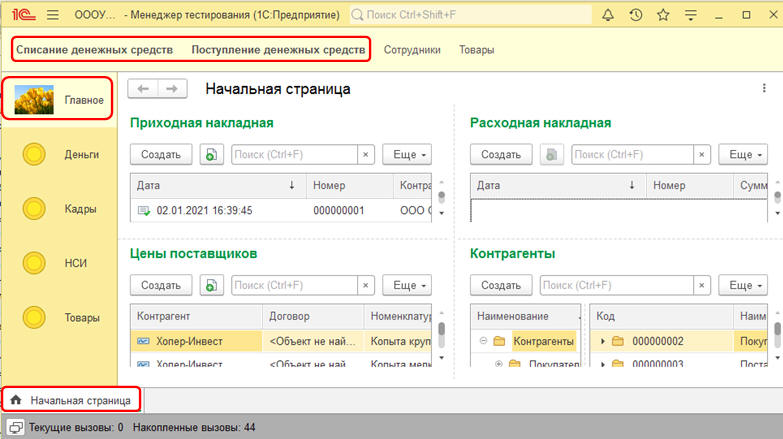 1С ОООУ... - Менеджер тестирования (1С:Предприятие) Поиск Ctrl+Shift+F
Списание денежных средств Поступление денежных средств Сотрудники Товары
Главное
Деньги
Кадры
НСИ
Товары
Начальная страница
Приходная накладная
Создать Поиск (Ctrl+F) × Еще
Дата ↓ Номер Контра
02.01.2021 16:39:45 000000001 ООО
Расходная накладная
Создать Поиск (Ctrl+F) × Еще
Дата ↓ Номер Сумм
Цены поставщиков
Создать Поиск (Ctrl+F) × Еще
Контрагент Договор Номенклатур
Хопер-Инвест <Объект не най... Копыта круп
Хопер-Инвест <Объект не най... Копыта мелк
Контрагенты
Создать Поиск (Ctrl+F) × Еще
Наименование Код Наим
Контрагенты 000000002 Покуп
Покупател 000000003 Поста
Начальная страница
Текущие вызовы: 0 Накопленные вызовы: 44